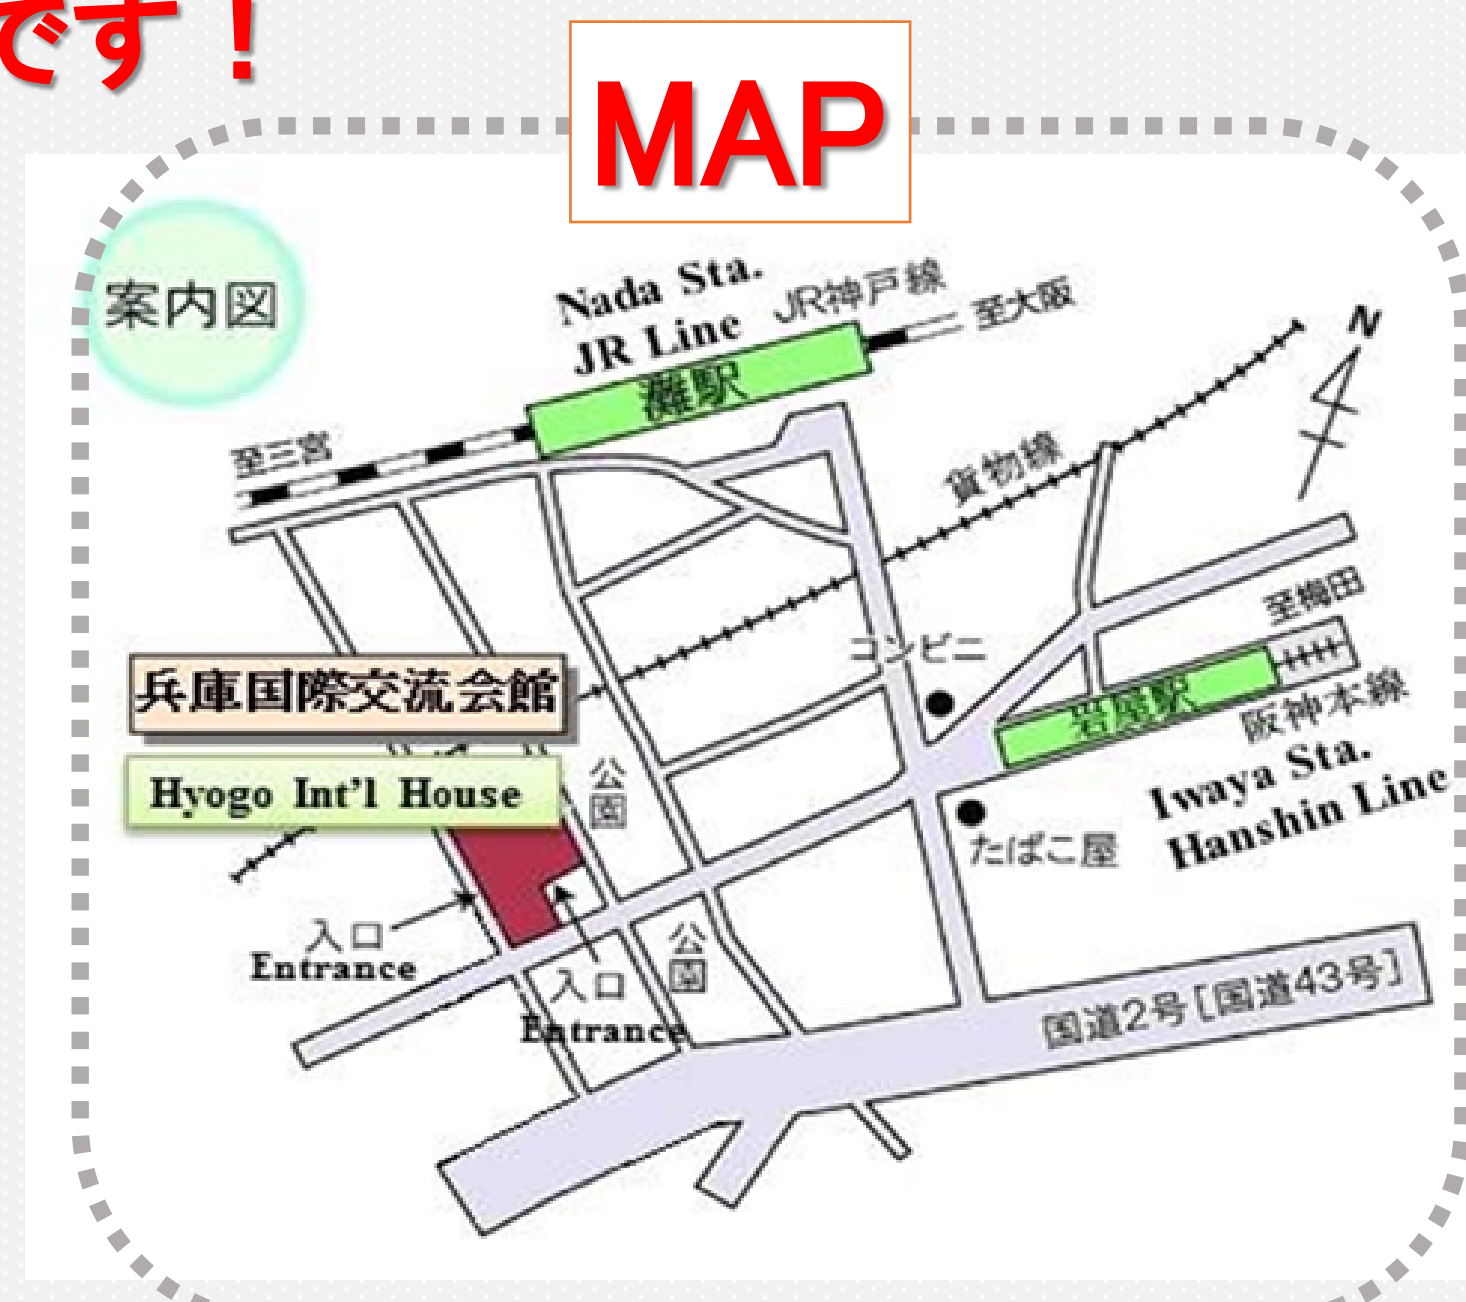 です！
MAP
案内図
Nada Sta.
JR Line
JR神戸線
至大阪
灘駅
N
至三宮
貨物線
至梅田
コンビニ
兵庫国際交流会館
岩屋駅
阪神本線
Hyogo Int'l House
公園
Iwaya Sta.
Hanshin Line
たばこ屋
入口
Entrance
公園
入口
Entrance
国道2号[国道43号]